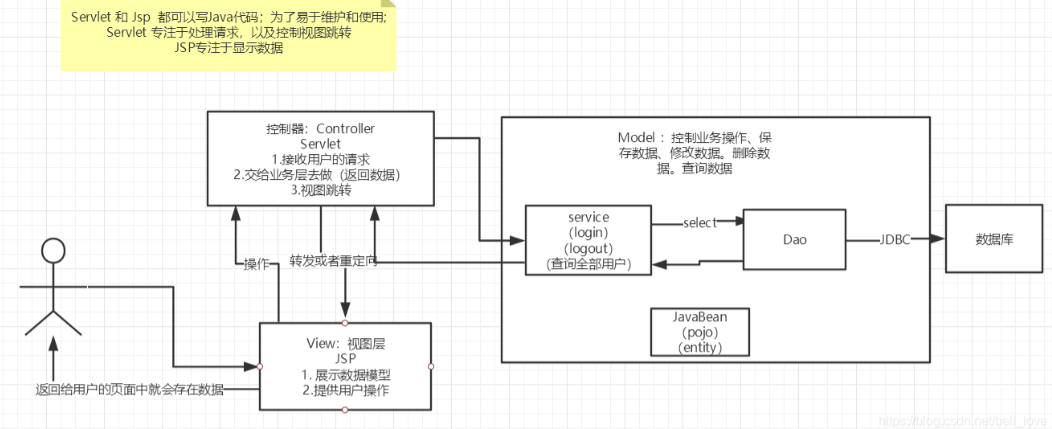 Servlet 和 Jsp 都可以写Java代码；为了易于维护和使用;
Servlet 专注于处理请求，以及控制视图跳转
JSP专注于显示数据
控制器：Controller
Servlet
1.接收用户的请求
2.交给业务层去做（返回数据）
3.视图跳转
Model ：控制业务操作、保
存数据、修改数据。删除数
据。查询数据
service
（login）
（logout）
（查询全部用户）
select
Dao
JDBC
数据库
操作
转发或者重定向
JavaBean
（pojo）
（entity）
View：视图层
JSP
1. 展示数据模型
2.提供用户操作
返回给用户的页面中就会存在数据
https://blog.csdn.net/bell_love